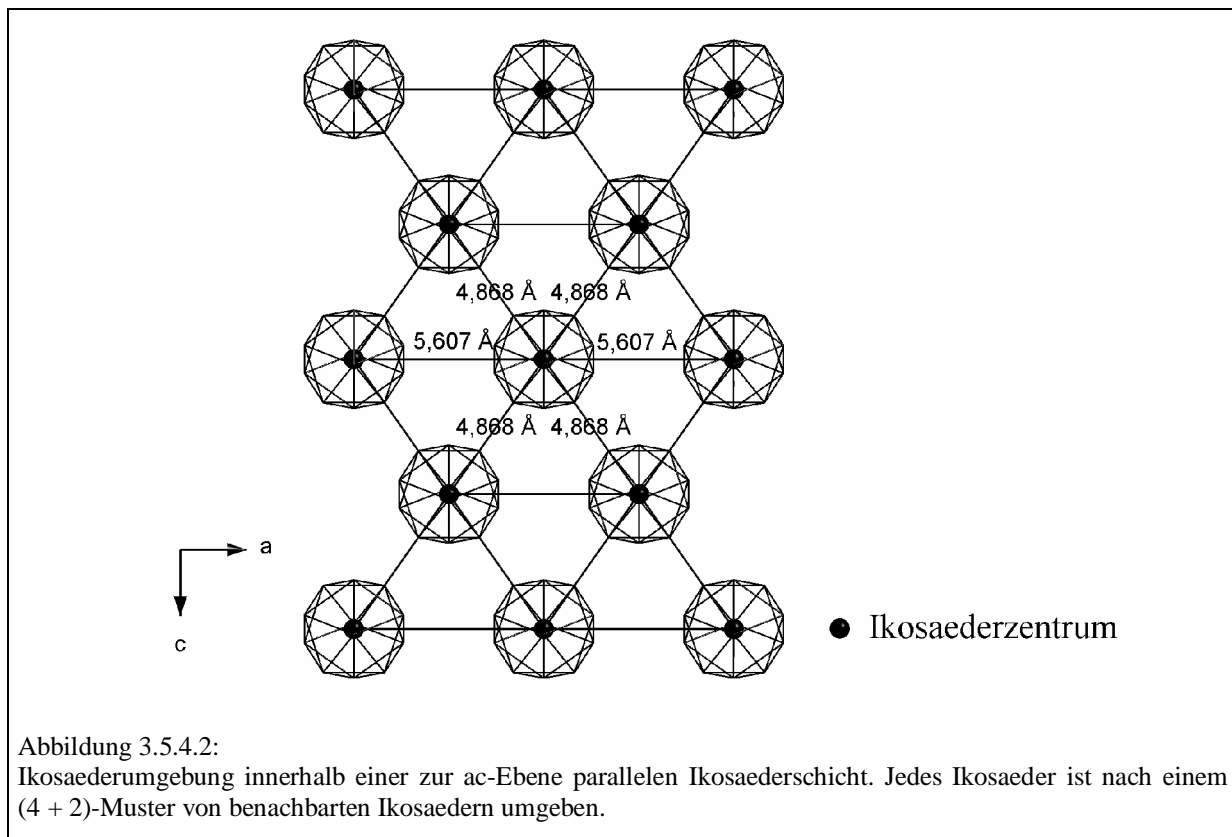 4,868 Å 4,868 Å
5,607 Å 5,607 Å
4,868 Å 4,868 Å
a
c
Ikosaederzentrum
Abbildung 3.5.4.2:
Ikosaederumgebung innerhalb einer zur ac-Ebene parallelen Ikosaederschicht. Jedes Ikosaeder ist nach einem
(4 + 2)-Muster von benachbarten Ikosaedern umgeben.